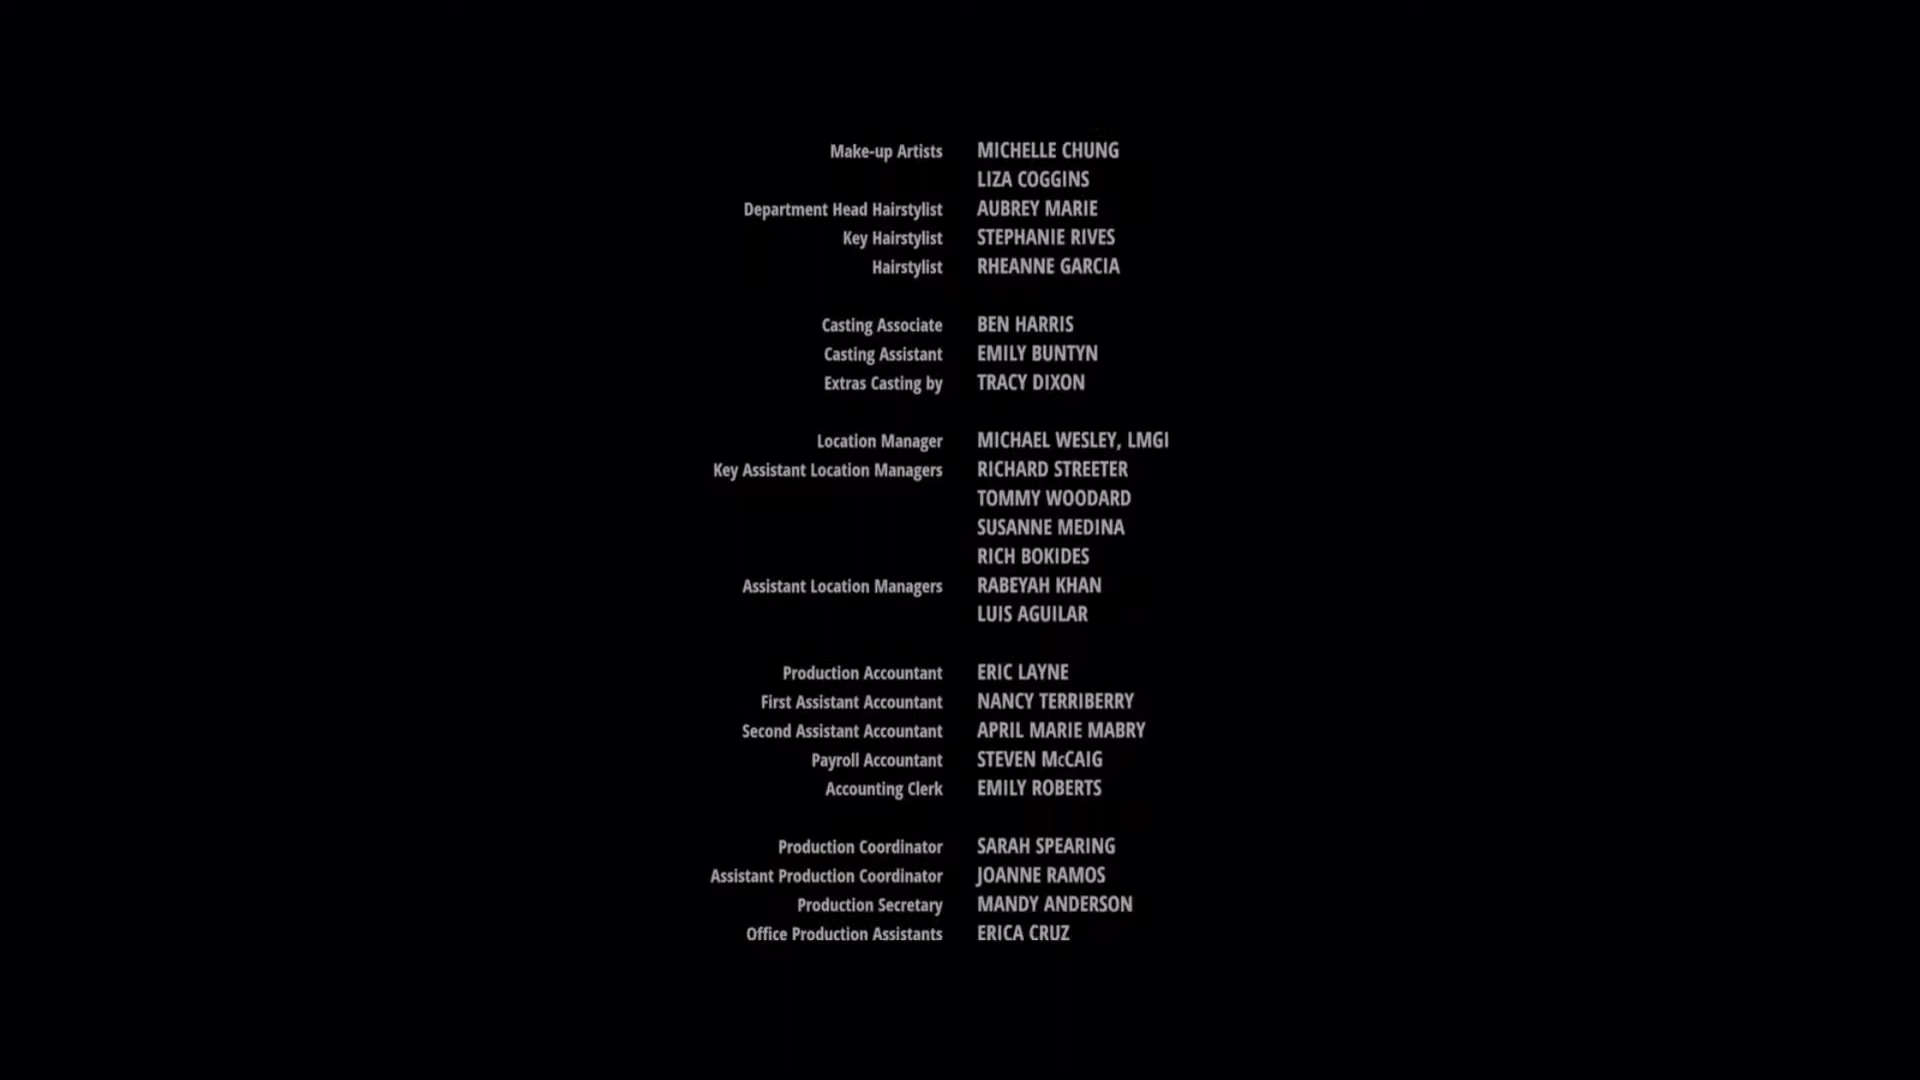 Make-up Artists MICHELLE CHUNG
LIZA COGGINS
Department Head Hairstylist AUBREY MARIE
Key Hairstylist STEPHANIE RIVES
Hairstylist RHEANNE GARCIA
Casting Associate BEN HARRIS
Casting Assistant EMILY BUNTYN
Extras Casting by TRACY DIXON
Location Manager MICHAEL WESLEY, LMGI
Key Assistant Location Managers RICHARD STREETER
TOMMY WOODARD
SUSANNE MEDINA
RICH BOKIDES
Assistant Location Managers RABEYAH KHAN
LUIS AGUILAR
Production Accountant ERIC LAYNE
First Assistant Accountant NANCY TERRIBERRY
Second Assistant Accountant APRIL MARIE MABRY
Payroll Accountant STEVEN McCAIG
Accounting Clerk EMILY ROBERTS
Production Coordinator SARAH SPEARING
Assistant Production Coordinator JOANNE RAMOS
Production Secretary MANDY ANDERSON
Office Production Assistants ERICA CRUZ